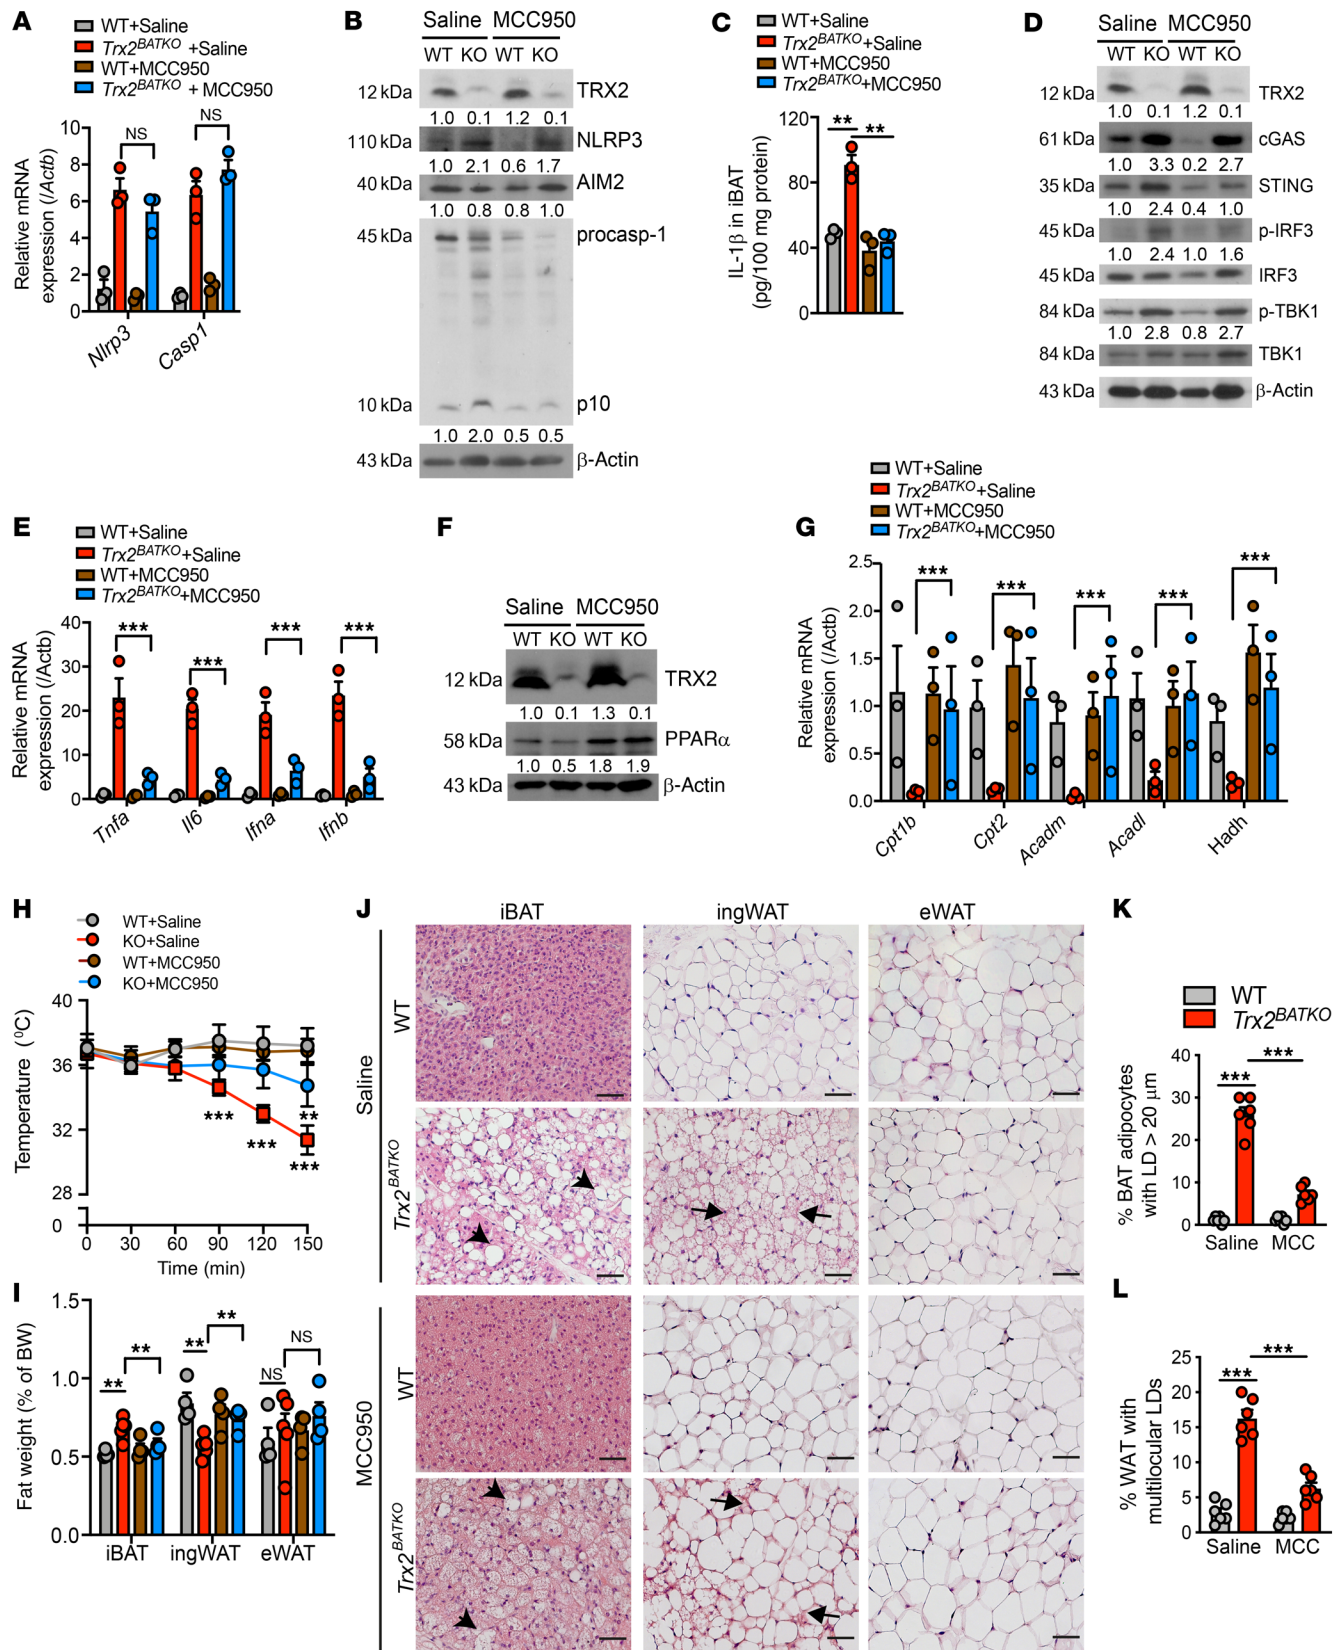 A
WT+Saline
Trx2BATKO +Saline
WT+MCC950
Trx2BATKO + MCC950
NS
NS
Relative mRNA
expression (/Actb)
10
8
6
4
2
0
Nlrp3
Casp1
B
Saline MCC950
WT KO WT KO
12 kDa TRX2
1.0 0.1 1.2 0.1
110 kDa NLRP3
1.0 2.1 0.6 1.7
40 kDa AIM2
1.0 0.8 0.8 1.0
45 kDa procasp-1
10 kDa p10
1.0 2.0 0.5 0.5
43 kDa β-Actin
C
WT+Saline
Trx2BATKO +Saline
WT+MCC950
Trx2BATKO+MCC950
** **
IL-1β in iBAT
(pg/100 mg protein)
120
80
40
0
D
Saline MCC950
WT KO WT KO
12 kDa TRX2
1.0 0.1 1.2 0.1
61 kDa cGAS
1.0 3.3 0.2 2.7
35 kDa STING
1.0 2.4 0.4 1.0
45 kDa p-IRF3
1.0 2.4 1.0 1.6
45 kDa IRF3
84 kDa p-TBK1
1.0 2.8 0.8 2.7
84 kDa TBK1
43 kDa β-Actin
E
WT+Saline
Trx2BATKO+Saline
WT+MCC950
Trx2BATKO+MCC950
*** *** *** ***
Relative mRNA
expression (/Actb)
40
30
20
10
0
Tnfa
Il6
Ifna
Ifnb
F
Saline MCC950
WT KO WT KO
12 kDa TRX2
1.0 0.1 1.3 0.1
58 kDa PPARα
1.0 0.5 1.8 1.9
43 kDa β-Actin
G
WT+Saline
Trx2BATKO+Saline
WT+MCC950
Trx2BATKO+MCC950
*** *** *** *** ***
Relative mRNA
expression (/Actb)
2.5
2.0
1.5
1.0
0.5
0.0
Cpt1b
Cpt2
Acadm
Acadl
Hadh
H
WT+Saline
KO+Saline
WT+MCC950
KO+MCC950
Temperature (⁰C)
40
36
32
28
0
***
***
**
***
0 30 60 90 120 150
Time (min)
I
Fat weight (% of BW)
1.5
1.0
0.5
0.0
** ** ** ** NS NS
iBAT ingWAT eWAT
J
iBAT ingWAT eWAT
Saline
WT
Trx2BATKO
MCC950
WT
Trx2BATKO
K
WT
Trx2BATKO
% BAT adipocytes
with LD > 20 μm
40
30
20
10
0
*** ***
Saline MCC
L
% WAT with
multilocular LDs
25
20
15
10
5
0
*** ***
Saline MCC